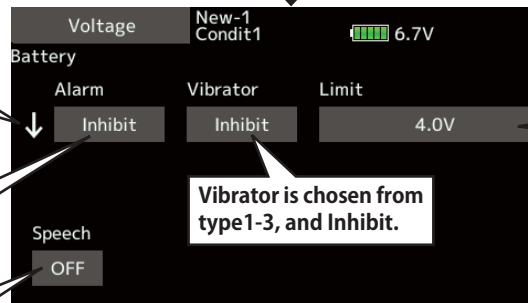 Voltage
New-1
Condit1
6.7V
Battery
Alarm
Vibrator
Limit
↓
Inhibit
Inhibit
4.0V
Vibrator is chosen from
type1-3, and Inhibit.
Speech
OFF